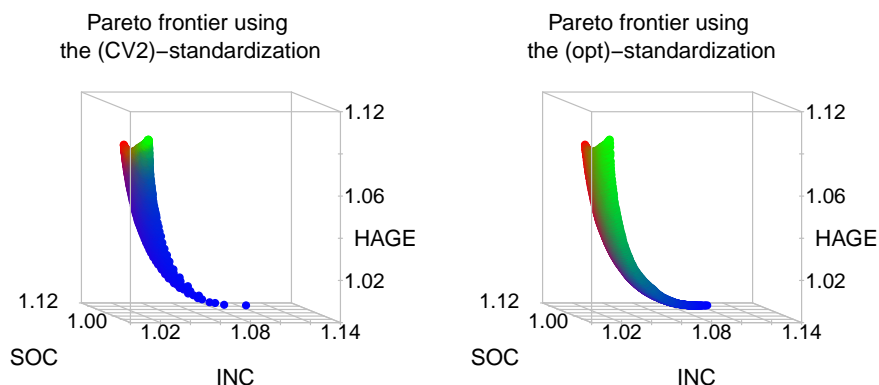 Pareto frontier using
the (CV2)−standardization
1.12
1.06
HAGE
1.02
1.12
1.00
1.02
1.08
1.14
SOC
INC
Pareto frontier using
the (opt)−standardization
1.12
1.06
HAGE
1.02
1.12
1.00
1.02
1.08
1.14
SOC
INC